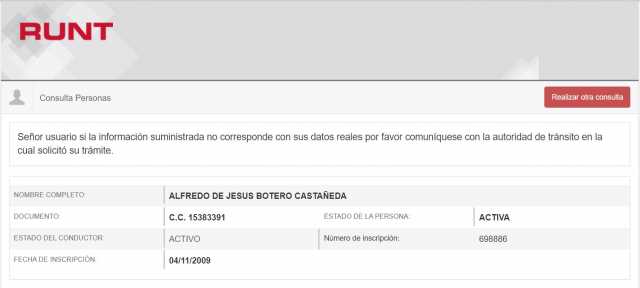 RUNT
Consulta Personas
Realizar otra consulta
Señor usuario si la información suministrada no corresponde con sus datos reales por favor comuníquese con la autoridad de tránsito en la
cual solicitó su trámite.
NOMBRE COMPLETO: ALFREDO DE JESUS BOTERO CASTAÑEDA
DOCUMENTO: C.C. 15383391 ESTADO DE LA PERSONA: ACTIVA
ESTADO DEL CONDUCTOR: ACTIVO Número de inscripción: 698886
FECHA DE INSCRIPCIÓN: 04/11/2009